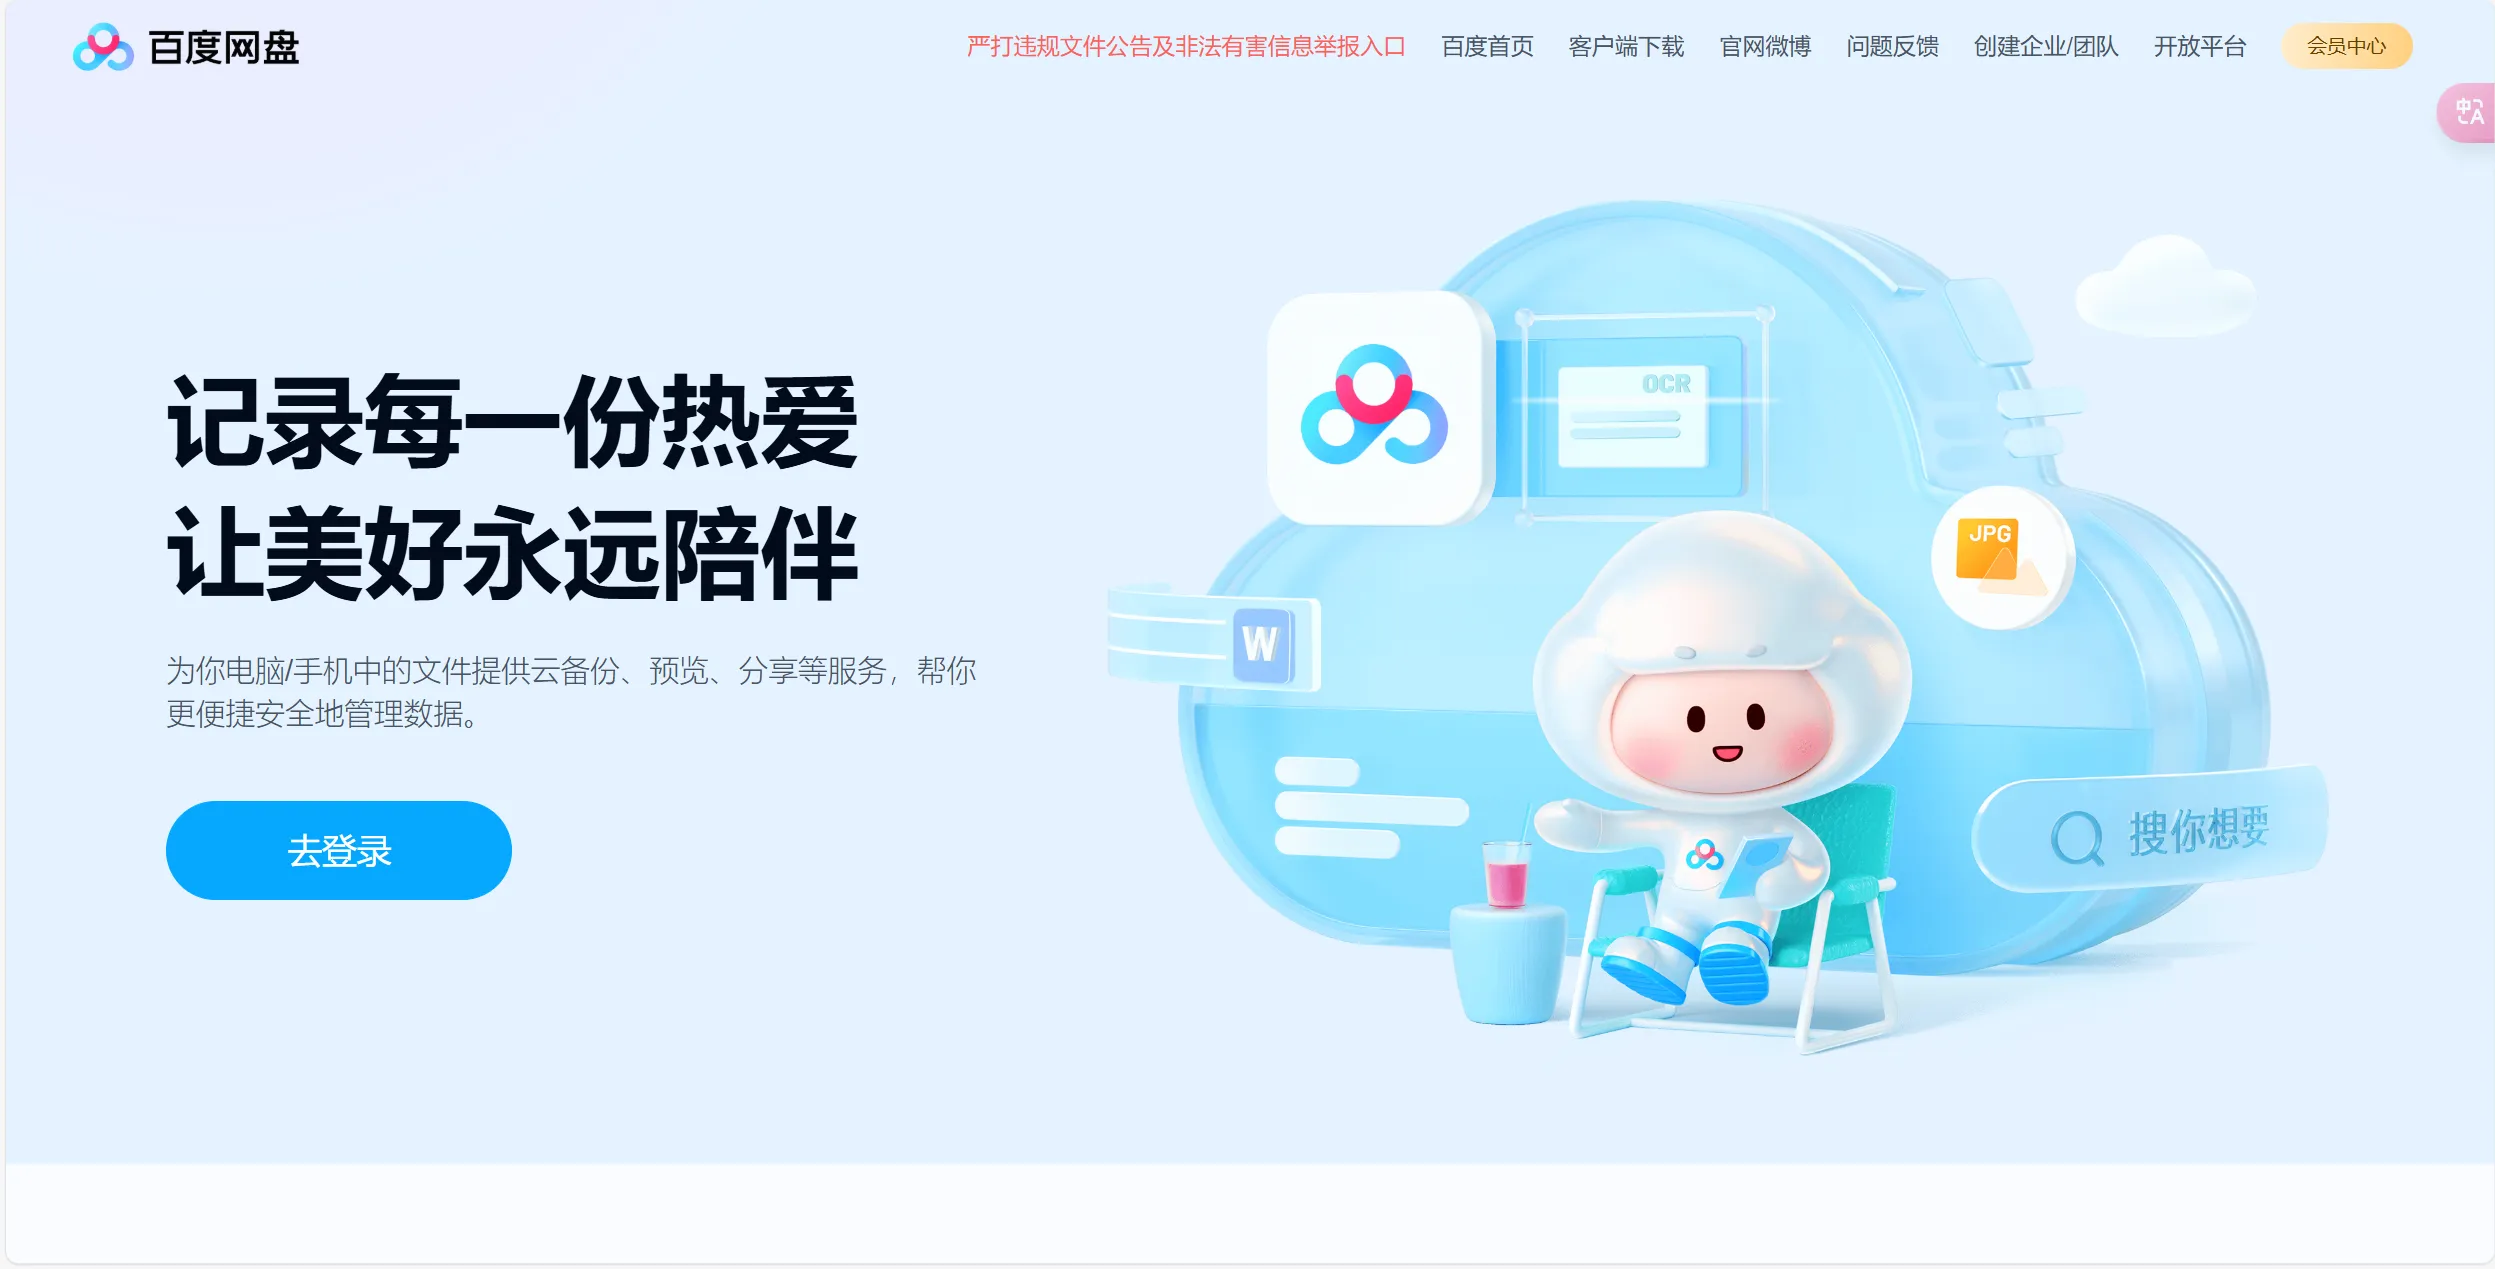 百度网盘
严打违规文件公告及非法有害信息举报入口 百度首页 客户端下载 官网微博 问题反馈 创建企业/团队 开放平台 会员中心
中A
OCR
记录每一份热爱
让美好永远陪伴
JPG
W
为你电脑/手机中的文件提供云备份、预览、分享等服务，帮你
更便捷安全地管理数据。
搜你想要
去登录